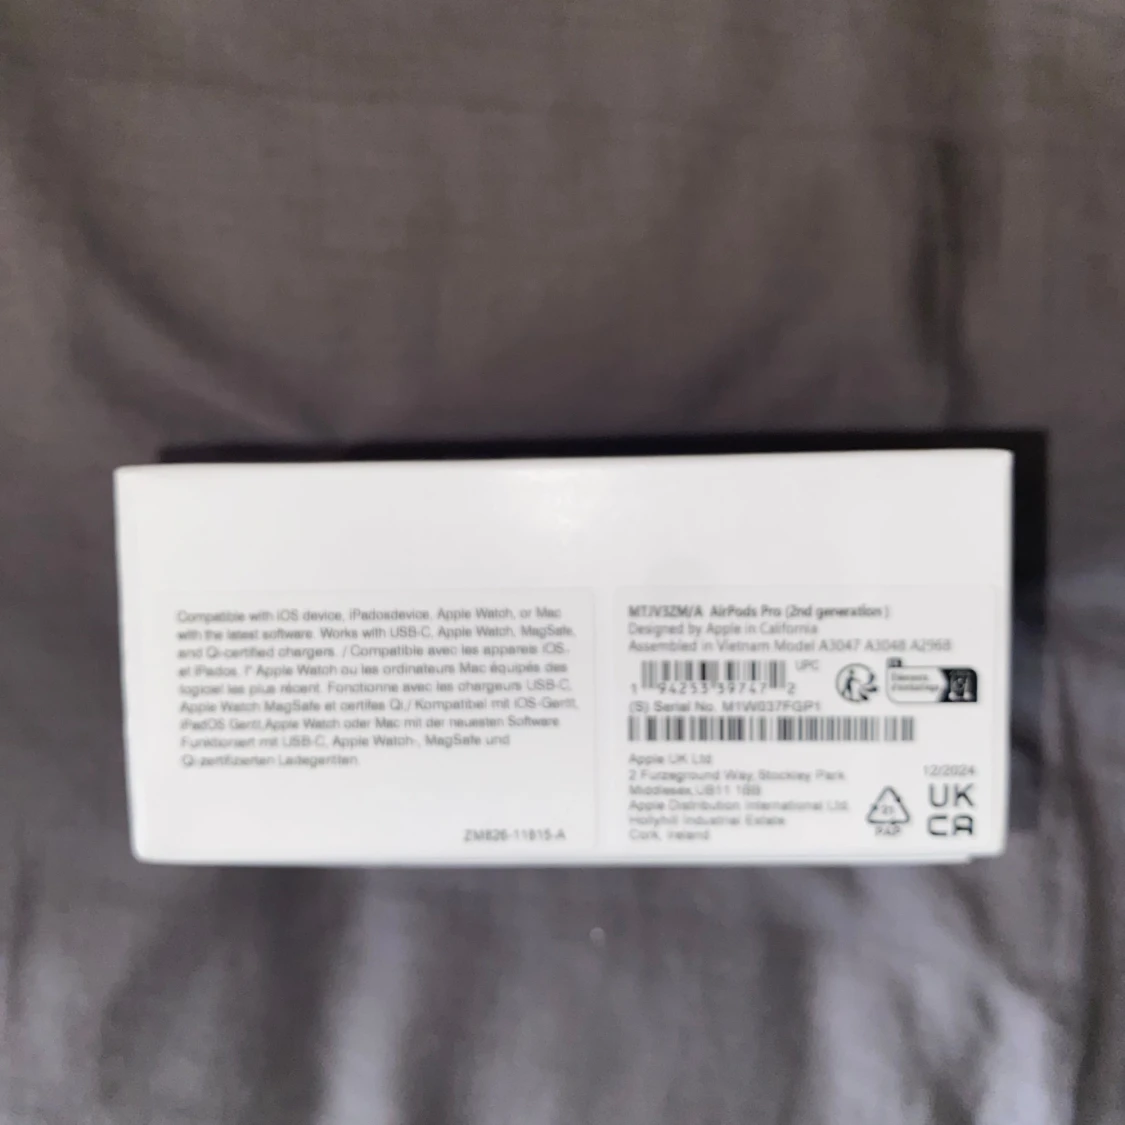 Compatible with iOS device, iPadosdevice, Apple Watch, or Mac
with the latest software. Works with USB-C, Apple Watch, MagSafe,
and Qi-certified chargers. / Compatible avec les appareis iOS-
et iPados, l' Apple Watch ou les ordinateurs Mac équipés des
logiciel les plus récent. Fonctionne avec les chargeurs USB-C,
Apple Watch MagSafe et certifés Qi./ Kompatibel mit iOS-Geritt,
iPadOS Geritt,Apple Watch oder Mac mit der neuesten Software
Funktioniert mit USB-C, Apple Watch-, MagSafe und
Qi-zertifizierten Ladegeritten.
ZM826-11815-A
MTJV3ZM/A AirPods Pro (2nd generation)
Designed by Apple in California
Assembled in Vietnam Model A3047 A3048 A2968
UPC
1 94253 39747 2
(S) Serial No. M1W037FGP1
Apple UK Ltd
2 Furzeground Way, Stockley Park
Middlesex, UB11 1BB
Apple Distribution International Ltd.
Hollyhill Industrial Estate
Cork, Ireland
12/2024
21
PAP
UK
CA